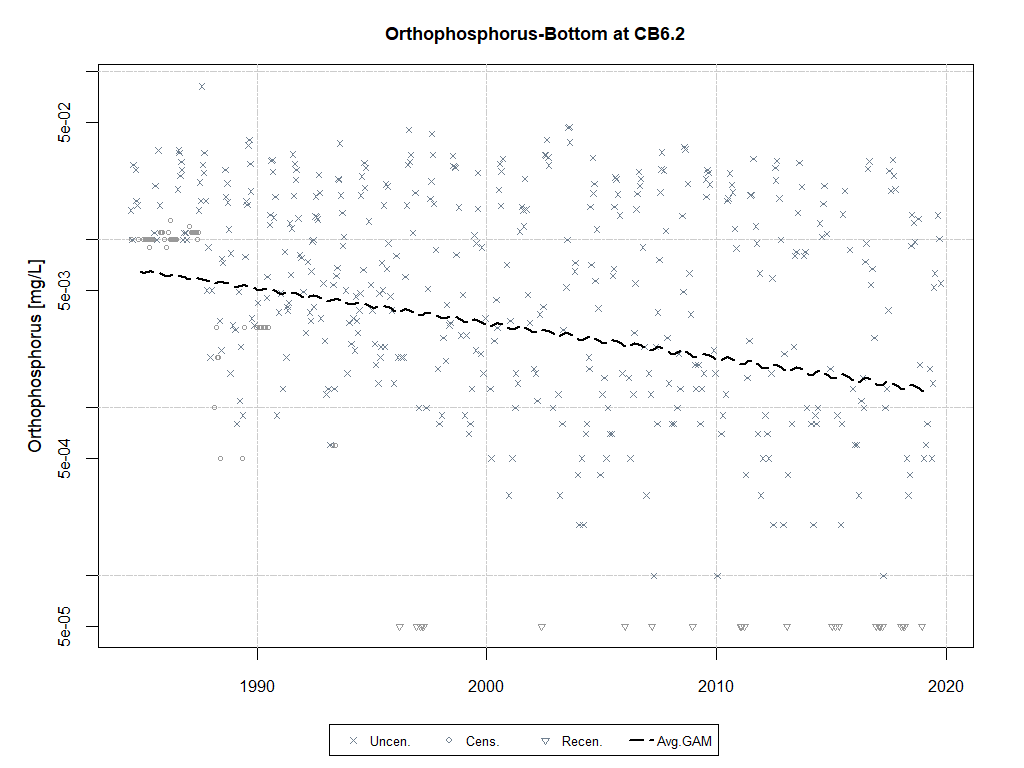 Orthophosphorus-Bottom at CB6.2
Orthophosphorus [mg/L]
5e-02
5e-03
5e-04
5e-05
1990 2000 2010 2020
Uncen. Cens. Recen. Avg.GAM